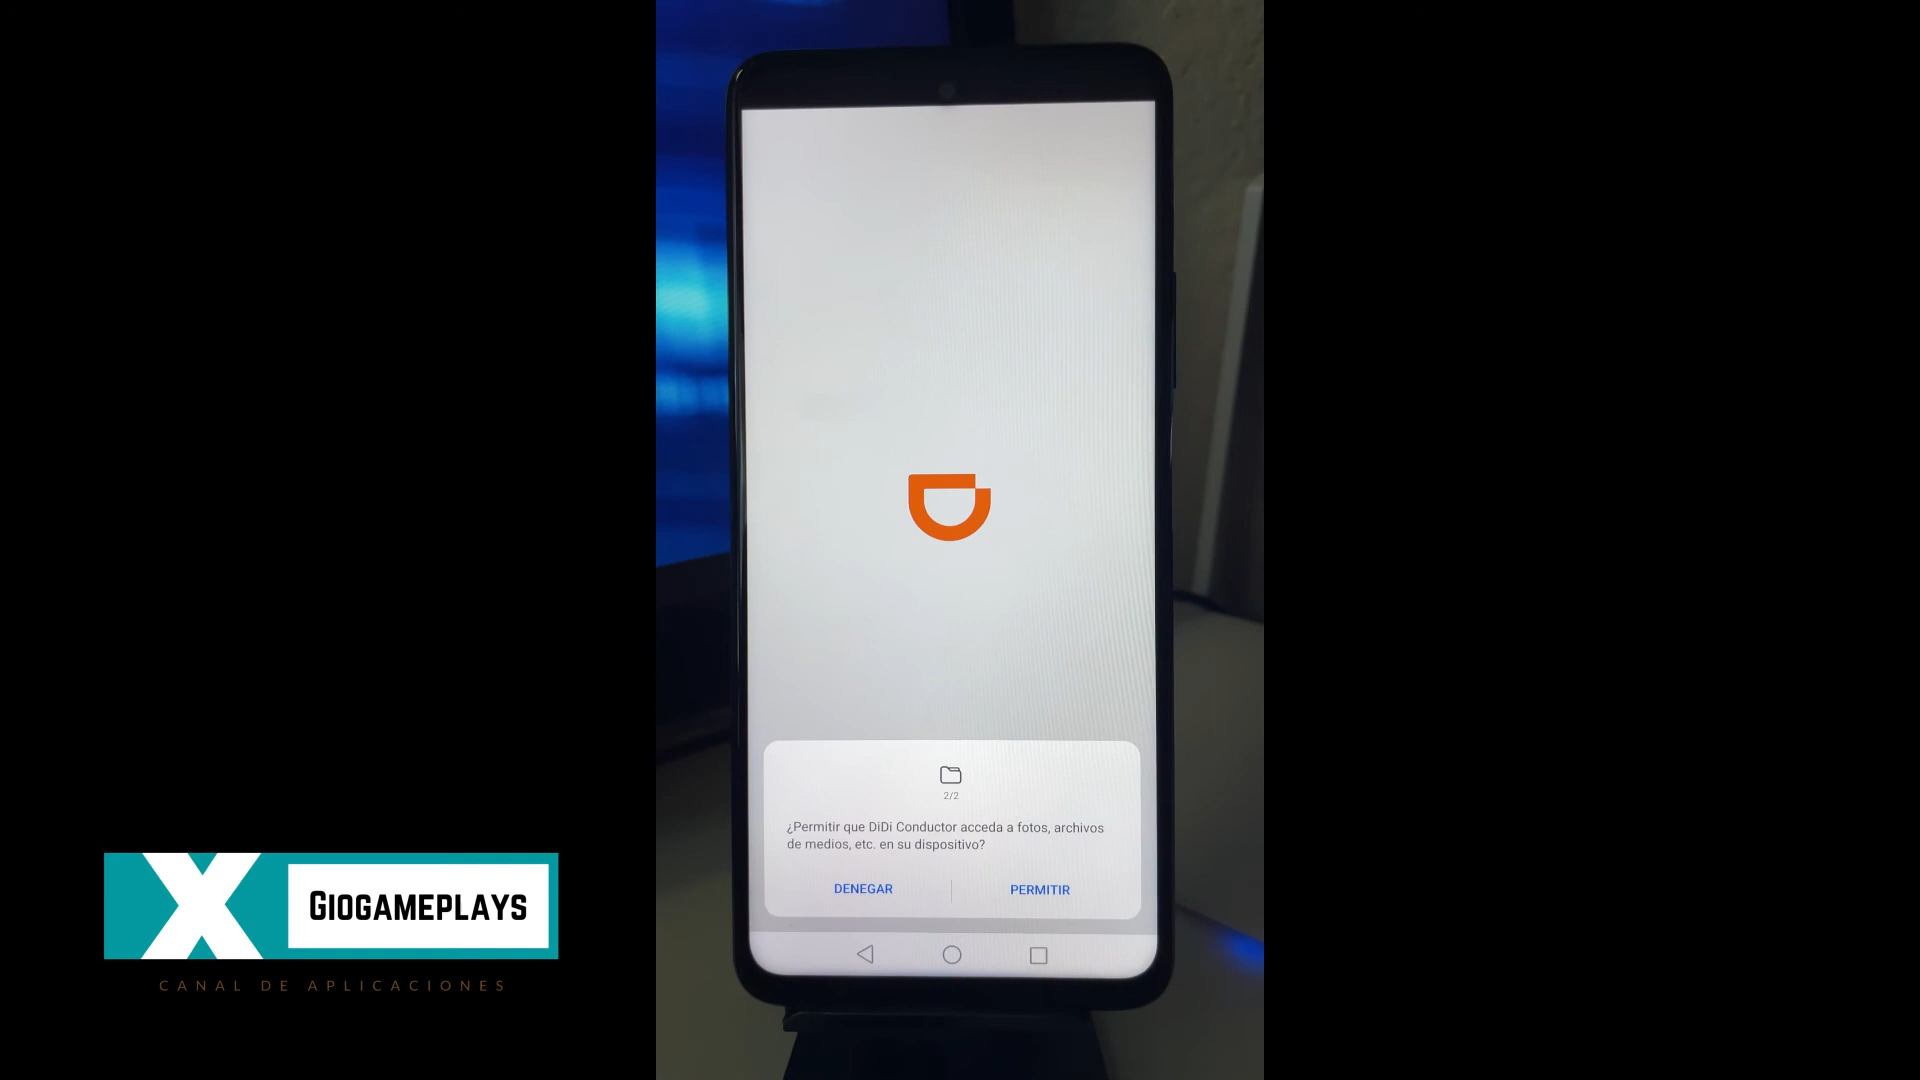 2/2
¿Permitir que DiDi Conductor acceda a fotos, archivos
de medios, etc. en su dispositivo?
DENEGAR
PERMITIR
X
GIOGAMEPLAYS
CANAL DE APLICACIONES